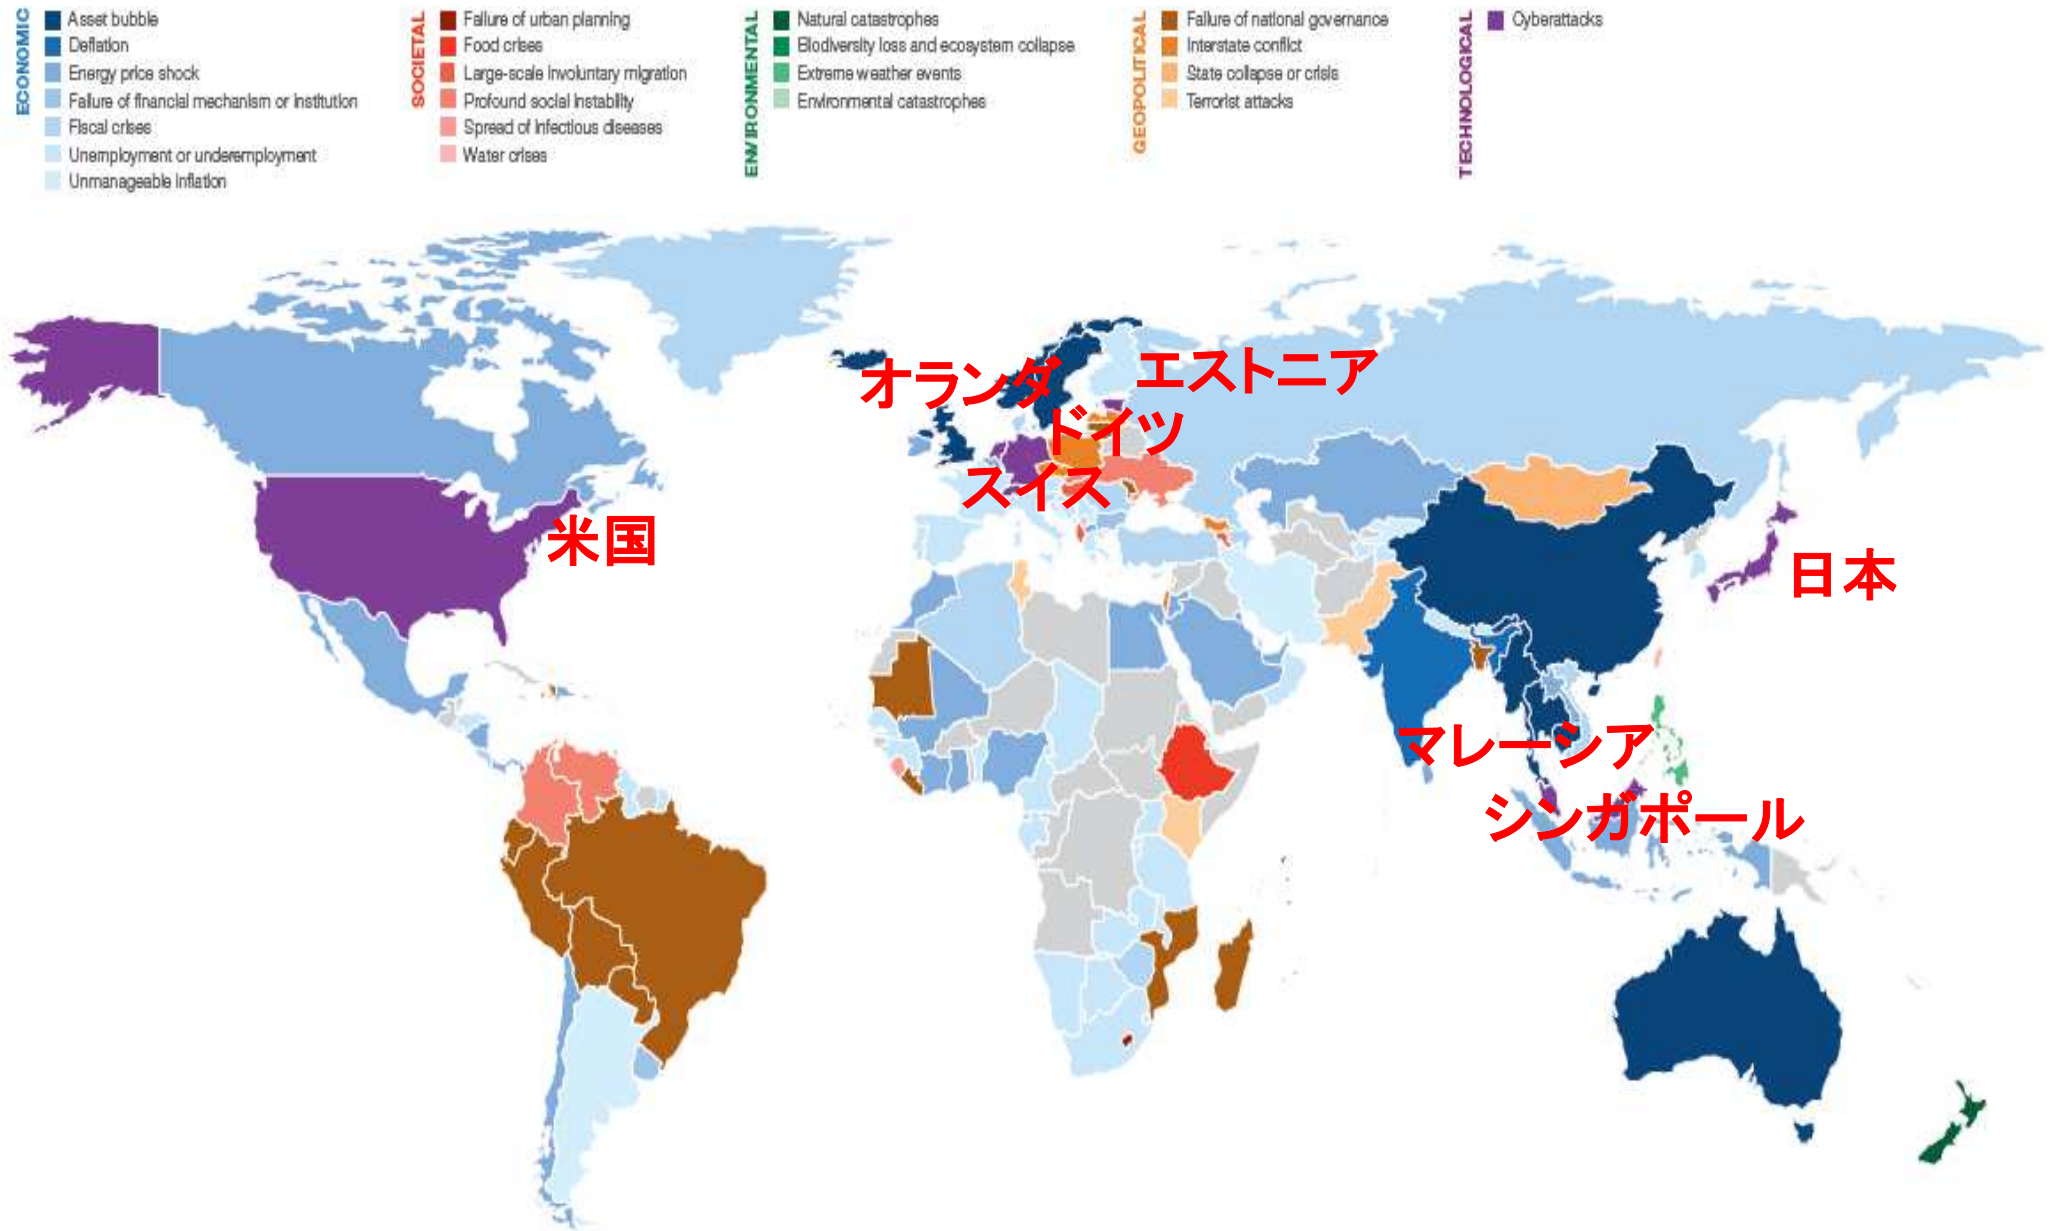 ECONOMIC
Asset bubble
Deflation
Energy price shock
Failure of financial mechanism or institution
Fiscal crises
Unemployment or underemployment
Unmanageable inflation
SOCIETAL
Failure of urban planning
Food crises
Large-scale involuntary migration
Profound social instability
Spread of infectious diseases
Water crises
ENVIRONMENTAL
Natural catastrophes
Biodiversity loss and ecosystem collapse
Extreme weather events
Environmental catastrophes
GEOPOLITICAL
Failure of national governance
Interstate conflict
State collapse or crisis
Terrorist attacks
TECHNOLOGICAL
Cyberattacks
オランダ
エストニア
ドイツ
スイス
米国
日本
マレーシア
シンガポール